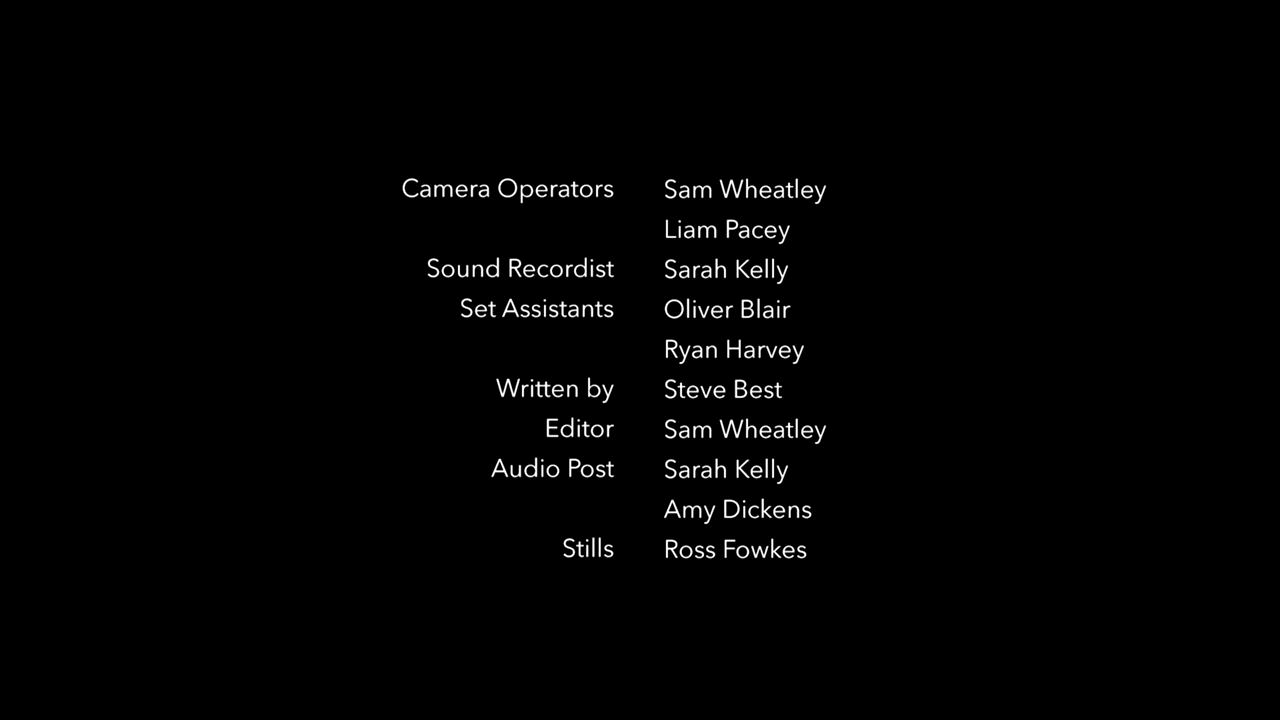 Camera Operators Sam Wheatley
Liam Pacey
Sound Recordist Sarah Kelly
Set Assistants Oliver Blair
Ryan Harvey
Written by Steve Best
Editor Sam Wheatley
Audio Post Sarah Kelly
Amy Dickens
Stills Ross Fowkes